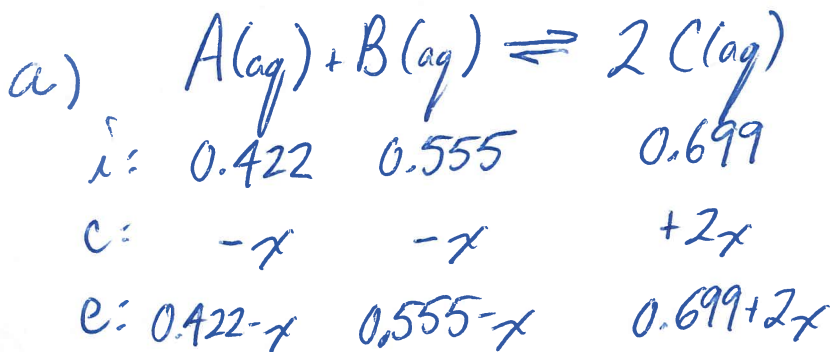 a) A(aq) + B(aq) ⇌ 2 C(aq)
i: 0.422 0.555 0.699
c: -x -x +2x
e: 0.422-x 0.555-x 0.699+2x